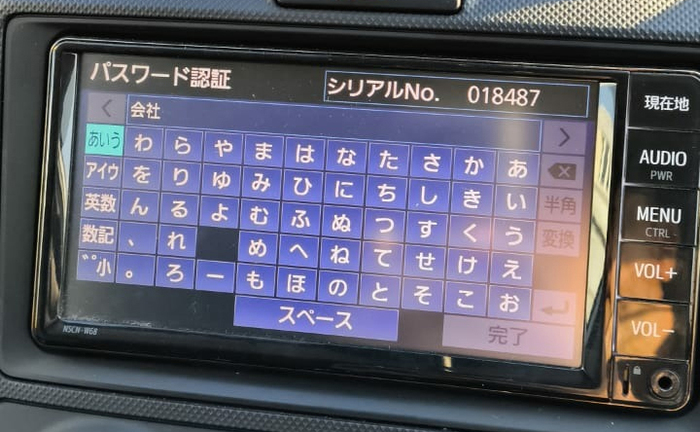 パスワード認証
シリアルNo. 018487
会社
あいう わ ら や ま は な た さ か あ
アイウ を り ゆ み ひ に ち し き い 半角
英数 ん る よ む ふ ぬ つ す く う 変換
数記 、 れ め へ ね て せ け え
゛゜小 。 ろ ー も ほ の と そ こ お
スペース 完了
NSCN-W68
現在地
AUDIO
PWR
MENU
CTRL
VOL+
VOL−